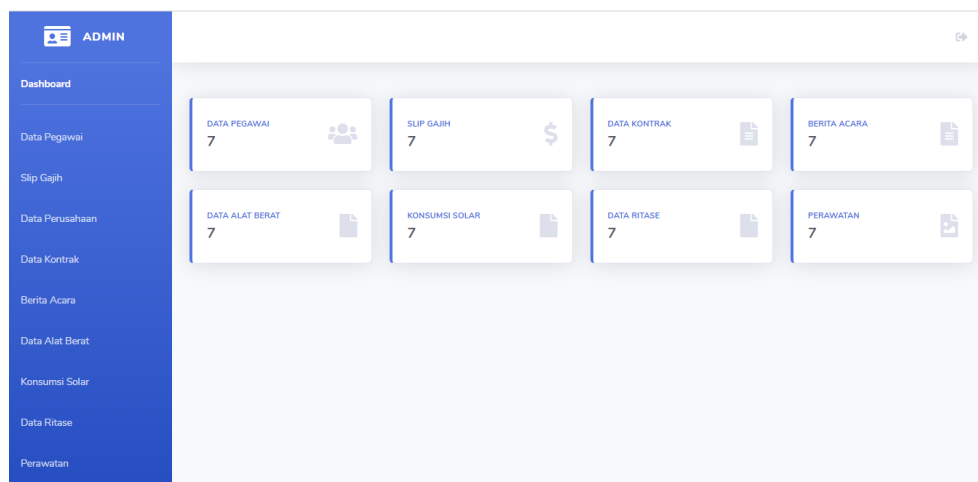 ADMIN
Dashboard
Data Pegawai
Slip Gajih
Data Perusahaan
Data Kontrak
Berita Acara
Data Alat Berat
Konsumsi Solar
Data Ritase
Perawatan
DATA PEGAWAI
7
SLIP GAJIH
7
DATA KONTRAK
7
BERITA ACARA
7
DATA ALAT BERAT
7
KONSUMSI SOLAR
7
DATA RITASE
7
PERAWATAN
7